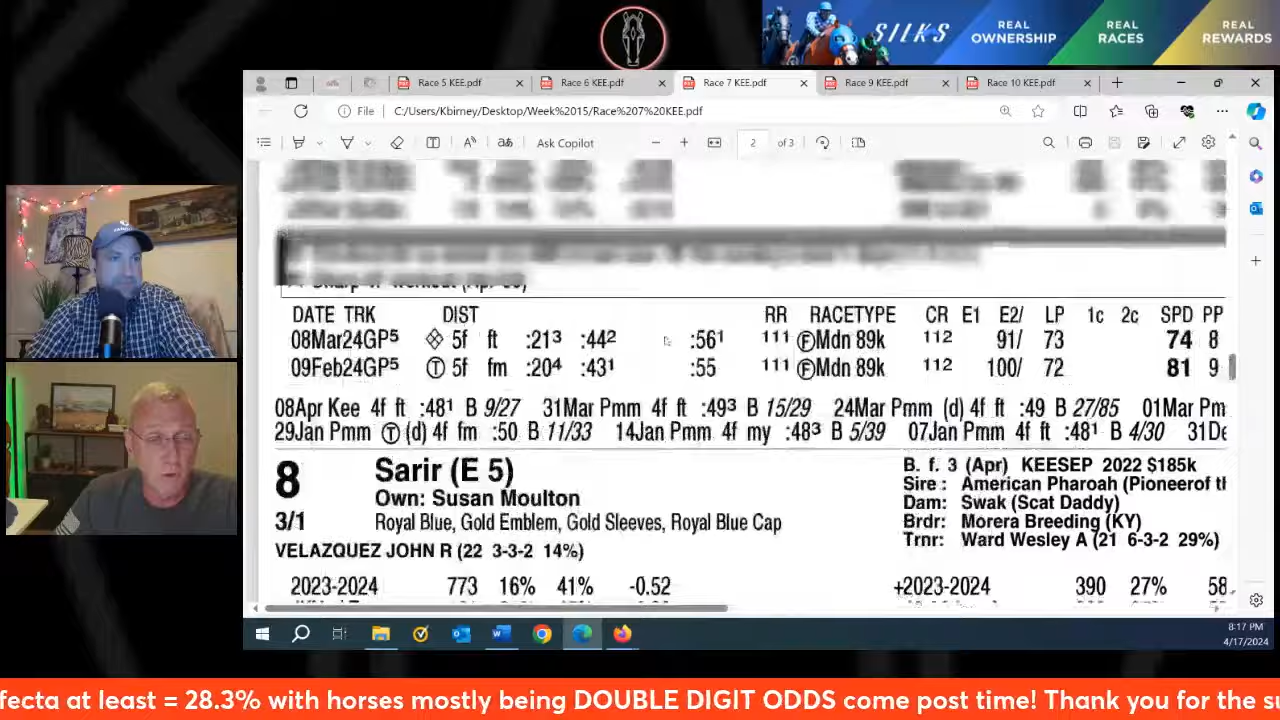 SILKS
REAL OWNERSHIP
REAL RACES
REAL REWARDS
Race 5 KEE.pdf
Race 6 KEE.pdf
Race 7 KEE.pdf
Race 9 KEE.pdf
Race 10 KEE.pdf
File C:/Users/Kbirney/Desktop/Week%2015/Race%207%20KEE.pdf
Ask Copilot
2 of 3
DATE TRK DIST RR RACETYPE CR E1 E2/ LP 1c 2c SPD PP
08Mar24GP5 5f ft :21³ :44² :56¹ 111 ⒻMdn 89k 112 91/ 73 74 8
09Feb24GP5 Ⓣ 5f fm :20⁴ :43¹ :55 111 ⒻMdn 89k 112 100/ 72 81 9
08Apr Kee 4f ft :48¹ B 9/27 31Mar Pmm 4f ft :49³ B 15/29 24Mar Pmm (d) 4f ft :49 B 27/85 01Mar Pm
29Jan Pmm Ⓣ(d) 4f fm :50 B 11/33 14Jan Pmm 4f my :48³ B 5/39 07Jan Pmm 4f ft :48¹ B 4/30 31De
8 Sarir (E 5)
Own: Susan Moulton
3/1 Royal Blue, Gold Emblem, Gold Sleeves, Royal Blue Cap
VELAZQUEZ JOHN R (22 3-3-2 14%)
B. f. 3 (Apr) KEESEP 2022 $185k
Sire : American Pharoah (Pioneerof th
Dam: Swak (Scat Daddy)
Brdr: Morera Breeding (KY)
Trnr: Ward Wesley A (21 6-3-2 29%)
2023-2024 773 16% 41% -0.52 +2023-2024 390 27% 58
8:17 PM
4/17/2024
fecta at least = 28.3% with horses mostly being DOUBLE DIGIT ODDS come post time! Thank you for the su